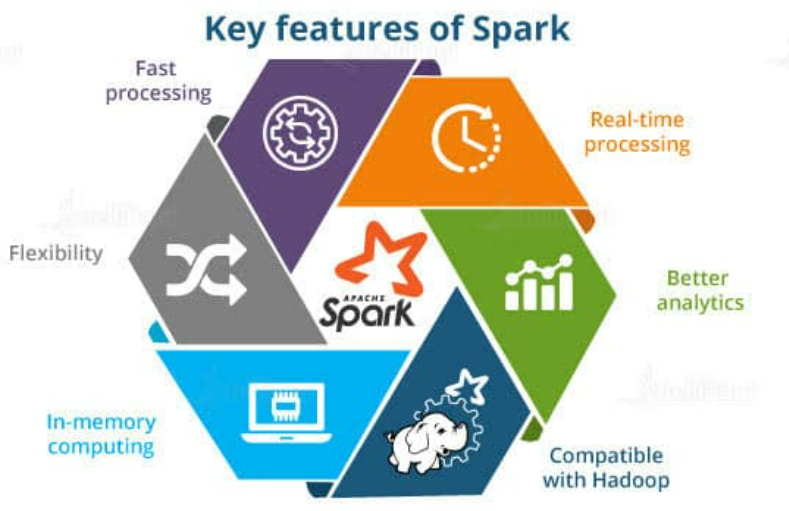 Key features of Spark
Fast
processing
Real-time
processing
Flexibility
APACHE
Spark
Better
analytics
In-memory
computing
Compatible
with Hadoop